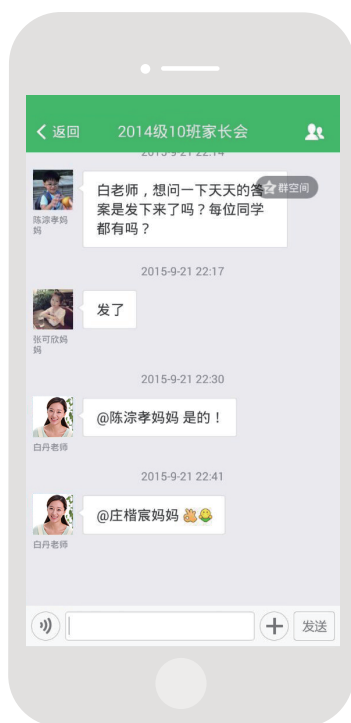 返回
2014级10班家长会
2015-9-21 22:14
白老师，想问一下天天的答
案是发下来了吗？每位同学
都有吗？
群空间
陈淙孝妈
妈
2015-9-21 22:17
发了
张可欣妈
妈
2015-9-21 22:30
@陈淙孝妈妈 是的！
白丹老师
2015-9-21 22:41
@庄楷宸妈妈
白丹老师
发送